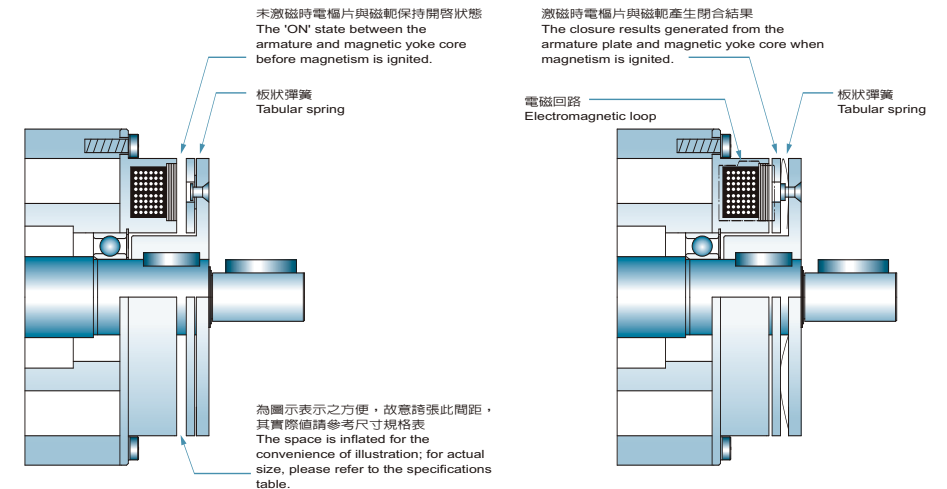 未激磁時電樞片與磁軛保持開啓狀態
The 'ON' state between the
armature and magnetic yoke core
before magnetism is ignited.
板狀彈簧
Tabular spring
為圖示表示之方便，故意誇張此間距，
其實際値請參考尺寸規格表
The space is inflated for the
convenience of illustration; for actual
size, please refer to the specifications
table.
激磁時電樞片與磁軛產生閉合結果
The closure results generated from the
armature plate and magnetic yoke core when
magnetism is ignited.
電磁回路
Electromagnetic loop
板狀彈簧
Tabular spring